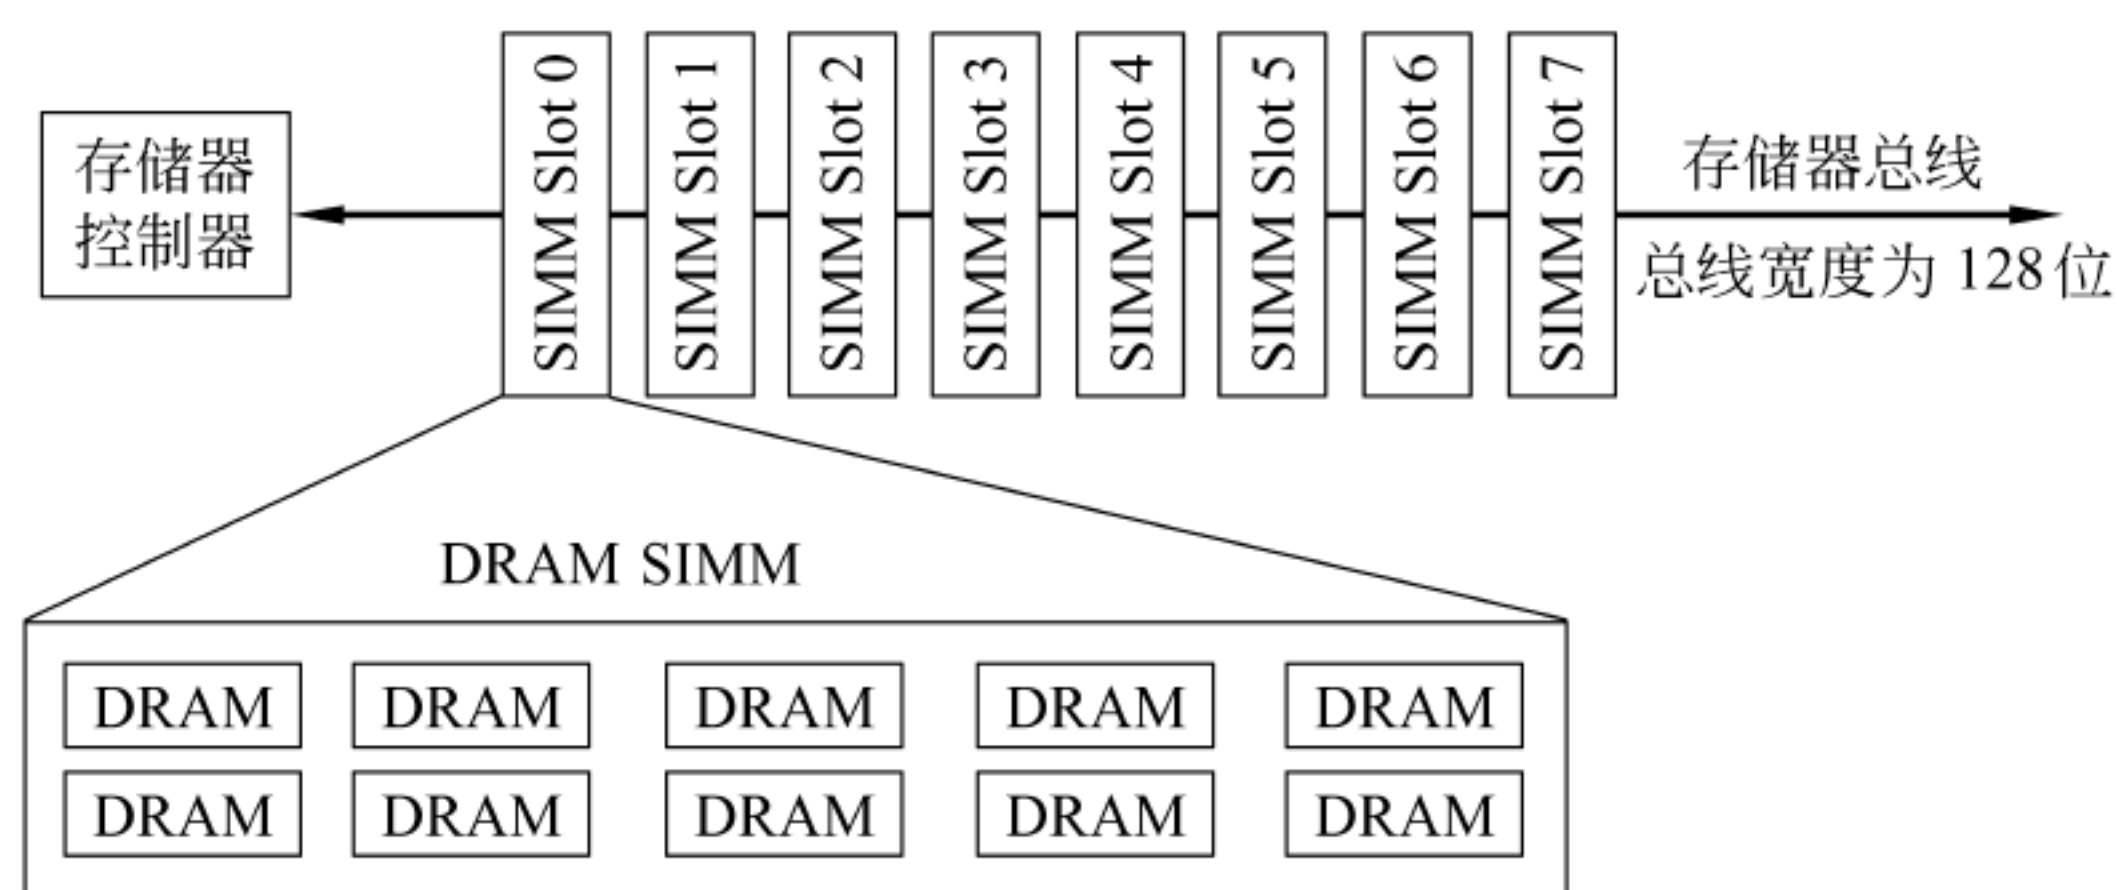 存储器
控制器
SIMM Slot 0
SIMM Slot 1
SIMM Slot 2
SIMM Slot 3
SIMM Slot 4
SIMM Slot 5
SIMM Slot 6
SIMM Slot 7
存储器总线
总线宽度为 128 位
DRAM SIMM
DRAM DRAM DRAM DRAM DRAM
DRAM DRAM DRAM DRAM DRAM